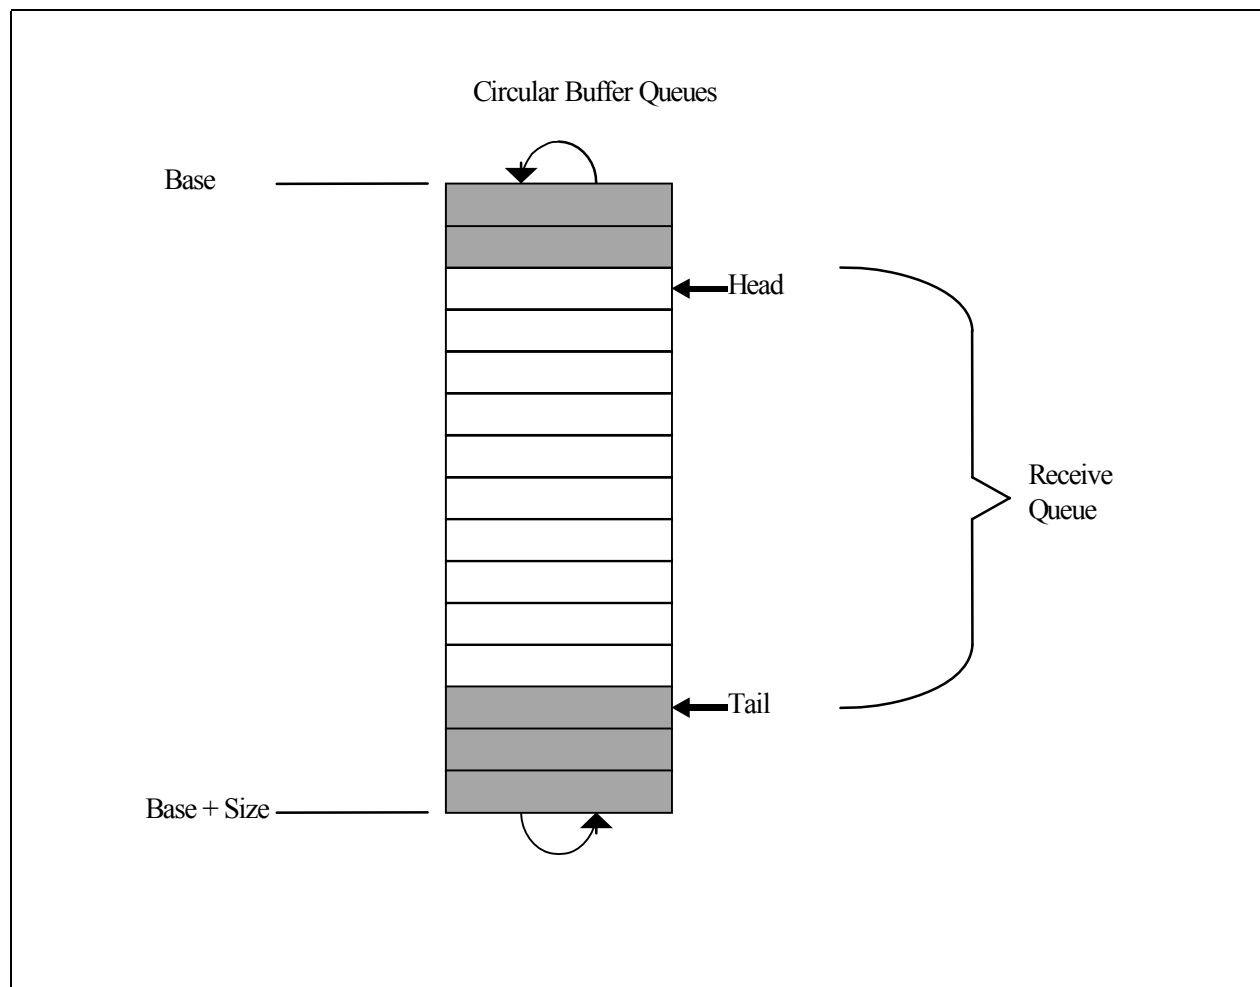 Circular Buffer Queues
Base
Head
Receive
Queue
Tail
Base + Size